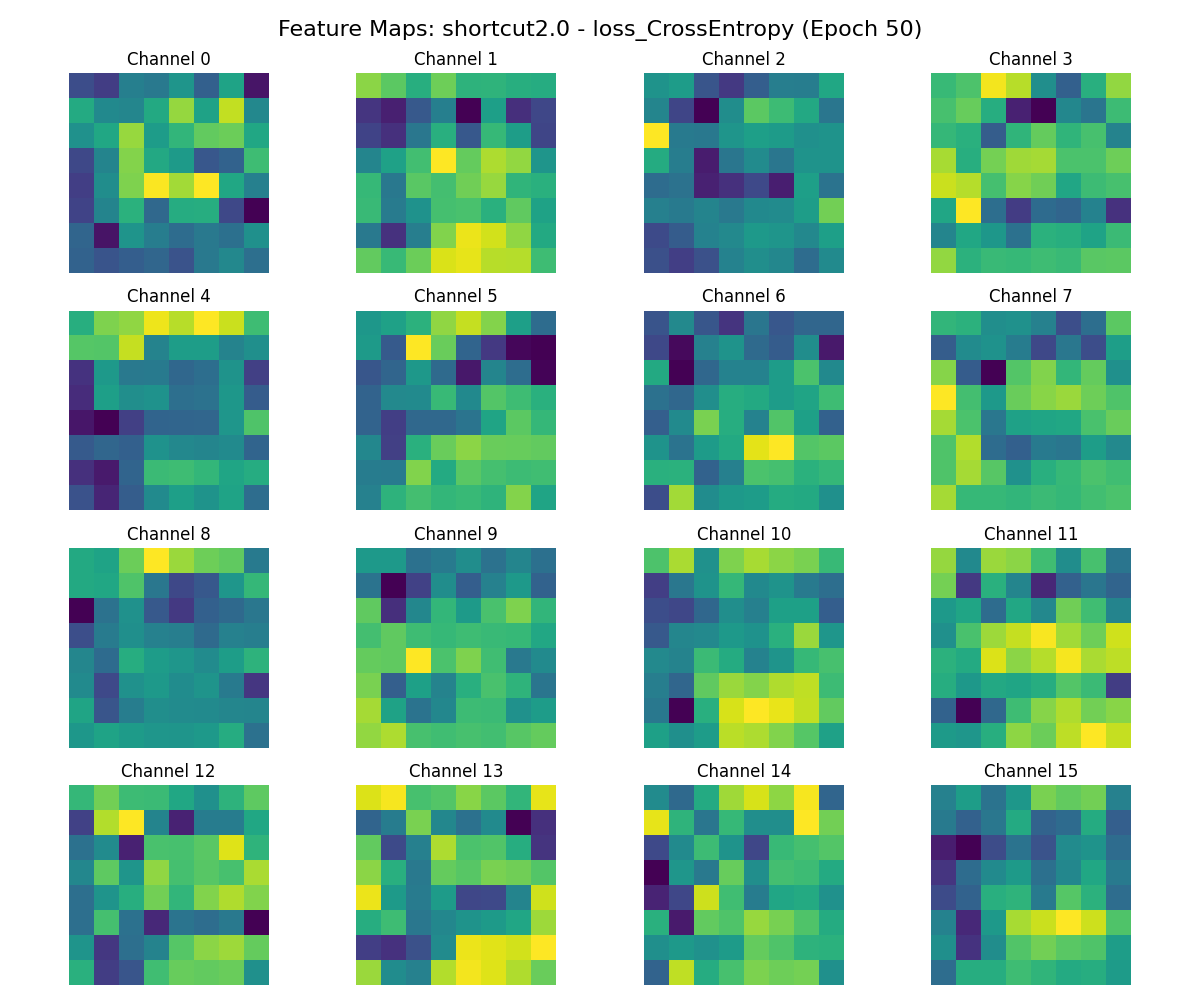 Feature Maps: shortcut2.0 - loss_CrossEntropy (Epoch 50)
Channel 0
Channel 1
Channel 2
Channel 3
Channel 4
Channel 5
Channel 6
Channel 7
Channel 8
Channel 9
Channel 10
Channel 11
Channel 12
Channel 13
Channel 14
Channel 15